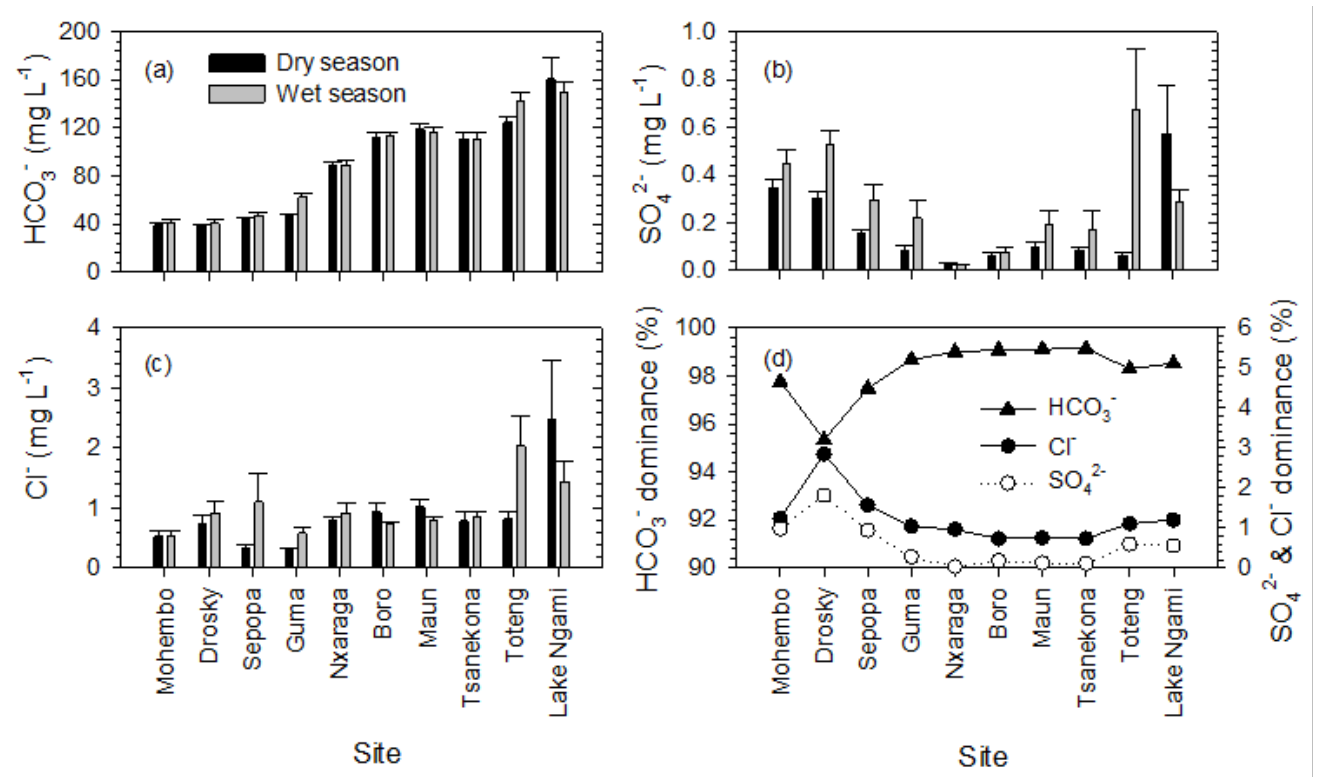 HCO₃⁻ (mg L⁻¹)
200
160
120
80
40
0
(a)
Dry season
Wet season
SO₄²⁻ (mg L⁻¹)
1.0
0.8
0.6
0.4
0.2
0.0
(b)
Cl⁻ (mg L⁻¹)
4
3
2
1
0
(c)
Mohembo
Drosky
Sepopa
Guma
Nxaraga
Boro
Maun
Tsanekona
Toteng
Lake Ngami
Site
HCO₃⁻ dominance (%)
100
98
96
94
92
90
(d)
HCO₃⁻
Cl⁻
SO₄²⁻
6
5
4
3
2
1
0
SO₄²⁻ & Cl⁻ dominance (%)
Mohembo
Drosky
Sepopa
Guma
Nxaraga
Boro
Maun
Tsanekona
Toteng
Lake Ngami
Site